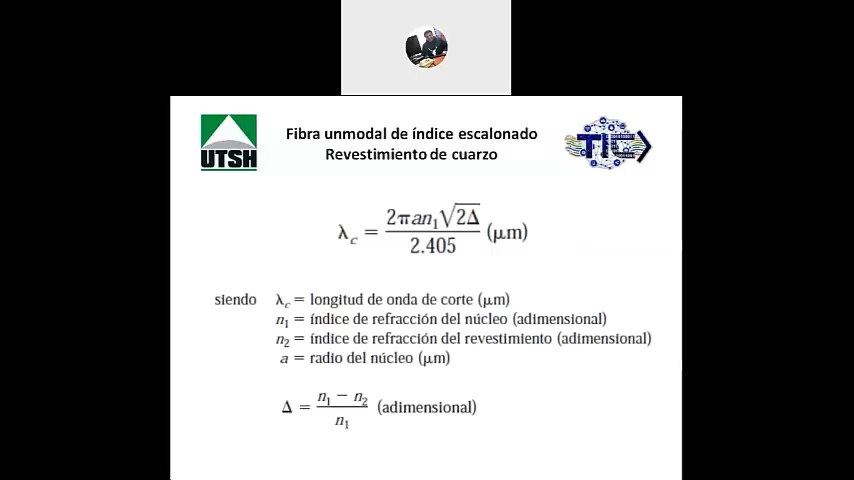 UTSH
Fibra unmodal de índice escalonado
Revestimiento de cuarzo
TIC
λc = 2πan1√2Δ / 2.405 (μm)
siendo λc = longitud de onda de corte (μm)
n1 = índice de refracción del núcleo (adimensional)
n2 = índice de refracción del revestimiento (adimensional)
a = radio del núcleo (μm)
Δ = n1 − n2 / n1 (adimensional)